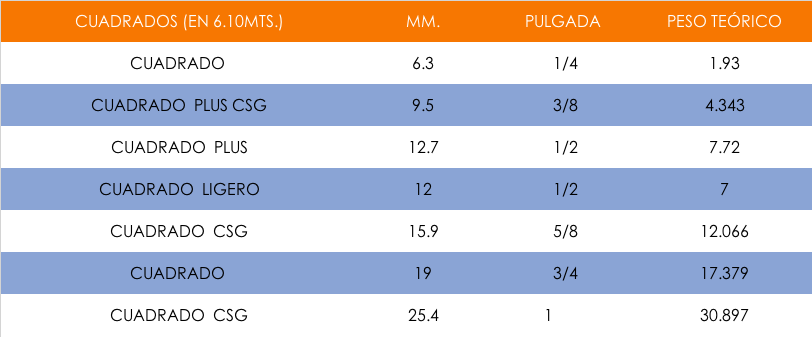 CUADRADOS (EN 6.10MTS.) MM. PULGADA PESO TEÓRICO
CUADRADO 6.3 1/4 1.93
CUADRADO PLUS CSG 9.5 3/8 4.343
CUADRADO PLUS 12.7 1/2 7.72
CUADRADO LIGERO 12 1/2 7
CUADRADO CSG 15.9 5/8 12.066
CUADRADO 19 3/4 17.379
CUADRADO CSG 25.4 1 30.897